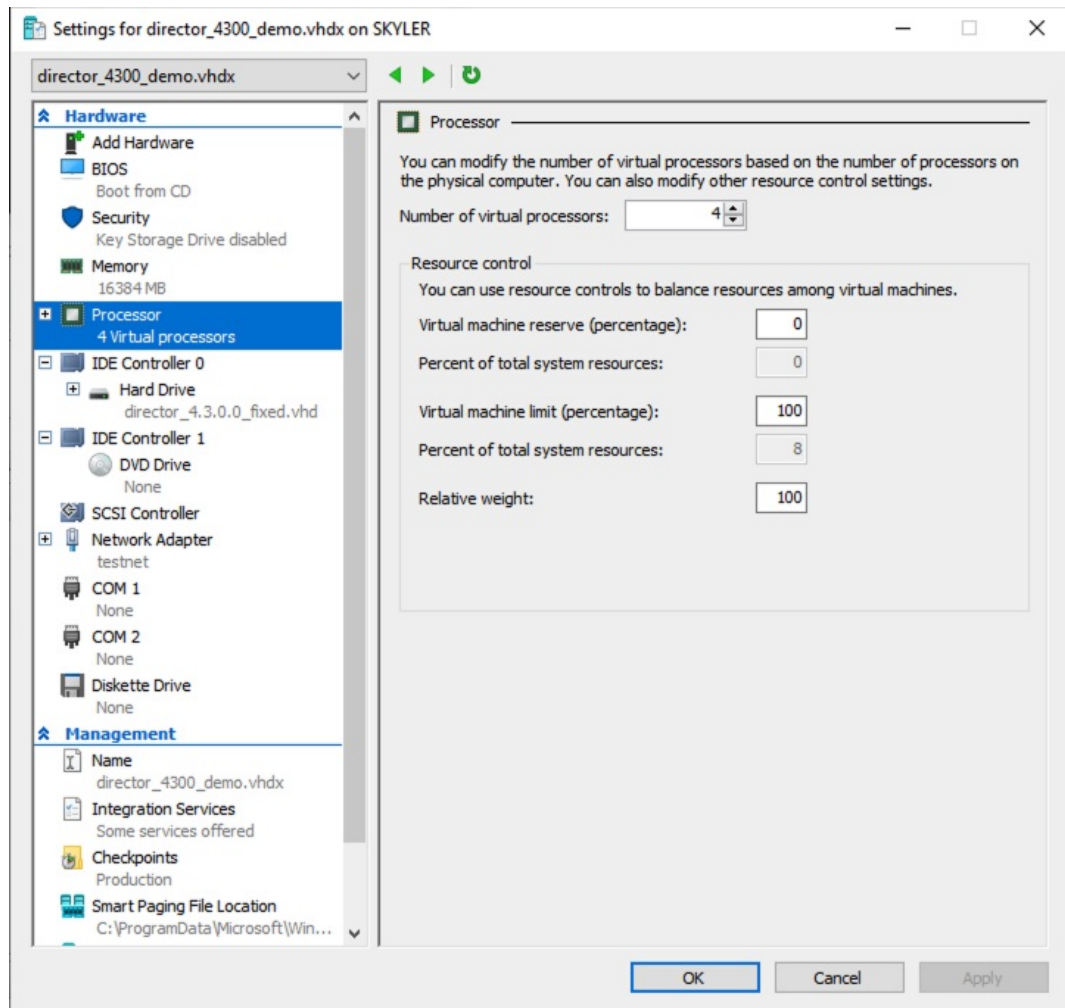 Settings for director_4300_demo.vhdx on SKYLER
director_4300_demo.vhdx
Hardware
Add Hardware
BIOS
Boot from CD
Security
Key Storage Drive disabled
Memory
16384 MB
Processor
4 Virtual processors
IDE Controller 0
Hard Drive
director_4.3.0.0_fixed.vhd
IDE Controller 1
DVD Drive
None
SCSI Controller
Network Adapter
testnet
COM 1
None
COM 2
None
Diskette Drive
None
Management
Name
director_4300_demo.vhdx
Integration Services
Some services offered
Checkpoints
Production
Smart Paging File Location
C:\ProgramData\Microsoft\Win...
Processor
You can modify the number of virtual processors based on the number of processors on
the physical computer. You can also modify other resource control settings.
Number of virtual processors: 4
Resource control
You can use resource controls to balance resources among virtual machines.
Virtual machine reserve (percentage): 0
Percent of total system resources: 0
Virtual machine limit (percentage): 100
Percent of total system resources: 8
Relative weight: 100
OK Cancel Apply